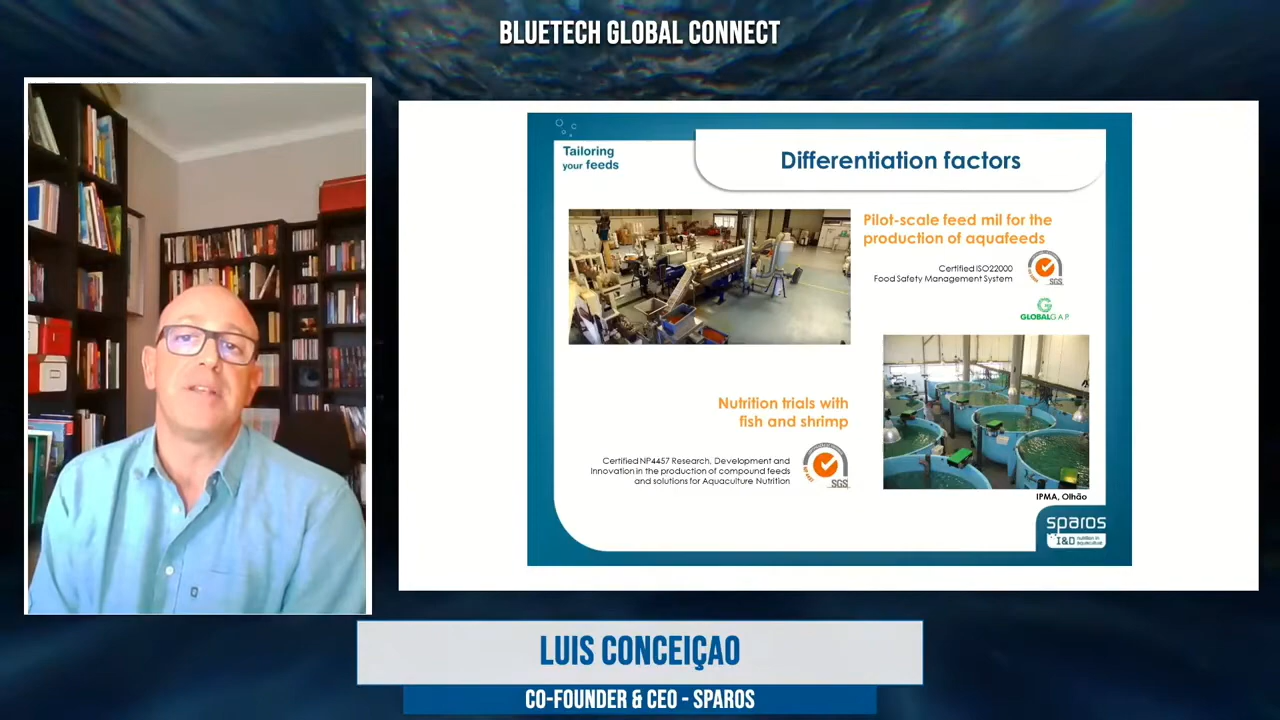 BLUETECH GLOBAL CONNECT
Tailoring
your feeds
Differentiation factors
Pilot-scale feed mil for the
production of aquafeeds
Certified ISO22000
Food Safety Management System
SGS
GLOBALG.A.P.
Nutrition trials with
fish and shrimp
Certified NP4457 Research, Development and
Innovation in the production of compound feeds
and solutions for Aquaculture Nutrition
SGS
IPMA, Olhão
sparos
I&D nutrition in
aquaculture
LUIS CONCEIÇAO
CO-FOUNDER & CEO - SPAROS